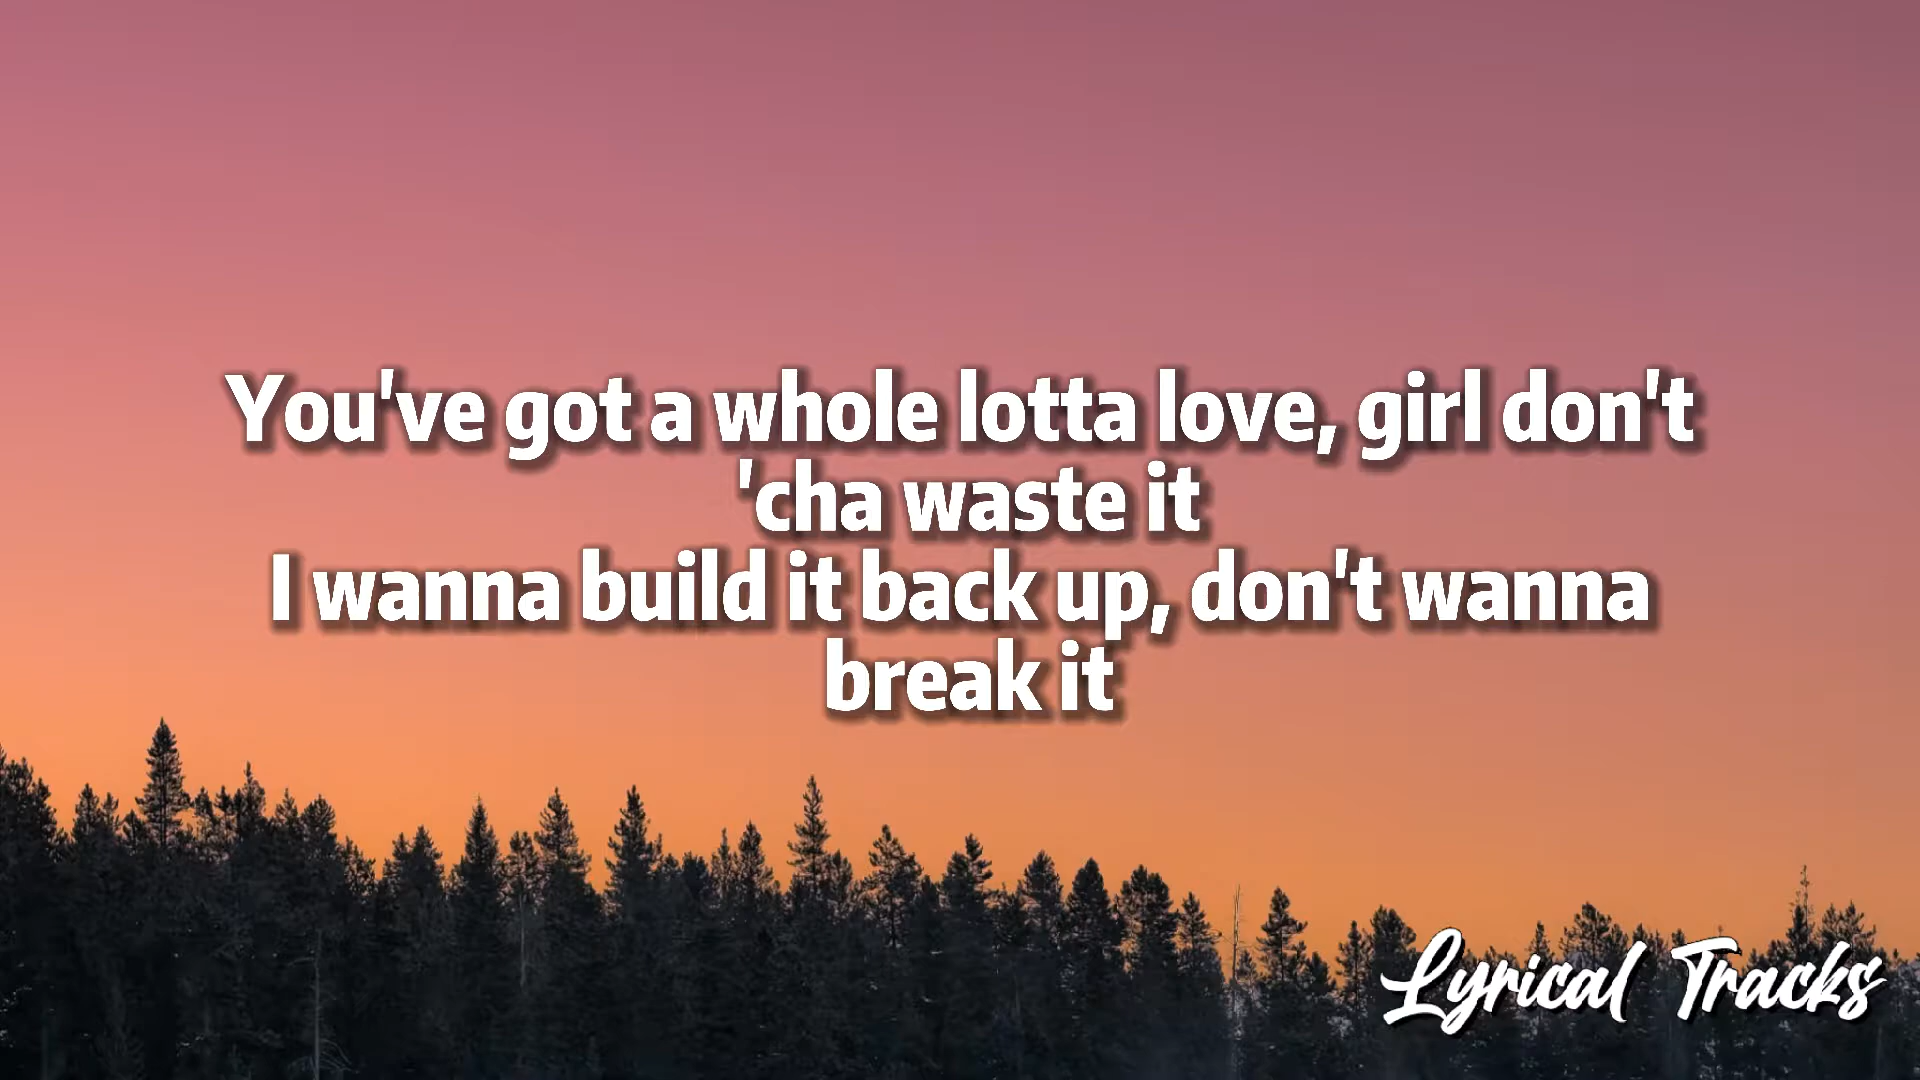 You've got a whole lotta love, girl don't
'cha waste it
I wanna build it back up, don't wanna
break it
Lyrical Tracks